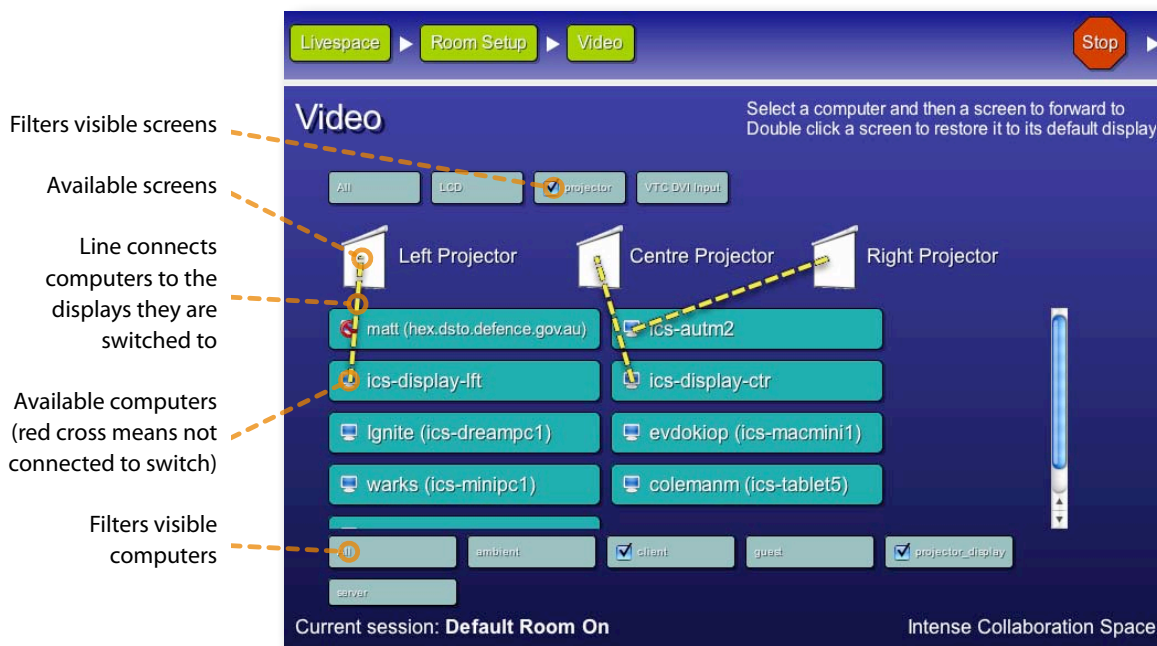 Livespace
Room Setup
Video
Stop
Filters visible screens
Available screens
Line connects
computers to the
displays they are
switched to
Available computers
(red cross means not
connected to switch)
Filters visible
computers
Video
Select a computer and then a screen to forward to
Double click a screen to restore it to its default display
All
LCD
projector
VTC DVI Input
Left Projector
Centre Projector
Right Projector
matt (hex.dsto.defence.gov.au)
ics-autm2
ics-display-lft
ics-display-ctr
Ignite (ics-dreampc1)
evdokiop (ics-macmini1)
warks (ics-minipc1)
colemanm (ics-tablet5)
All
ambient
client
guest
projector_display
server
Current session: Default Room On
Intense Collaboration Space